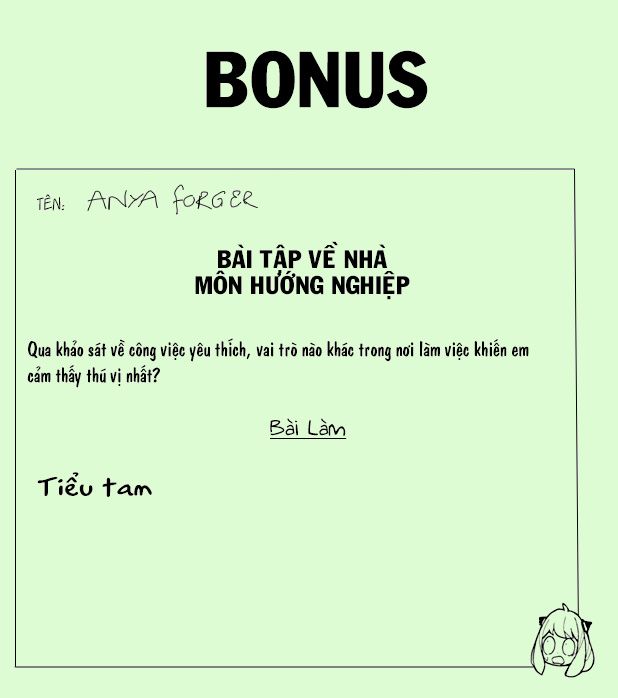 BONUS
TÊN: ANYA FORGER
BÀI TẬP VỀ NHÀ
MÔN HƯỚNG NGHIỆP
Qua khảo sát về công việc yêu thích, vai trò nào khác trong nơi làm việc khiến em
cảm thấy thú vị nhất?
Bài Làm
Tiểu tam